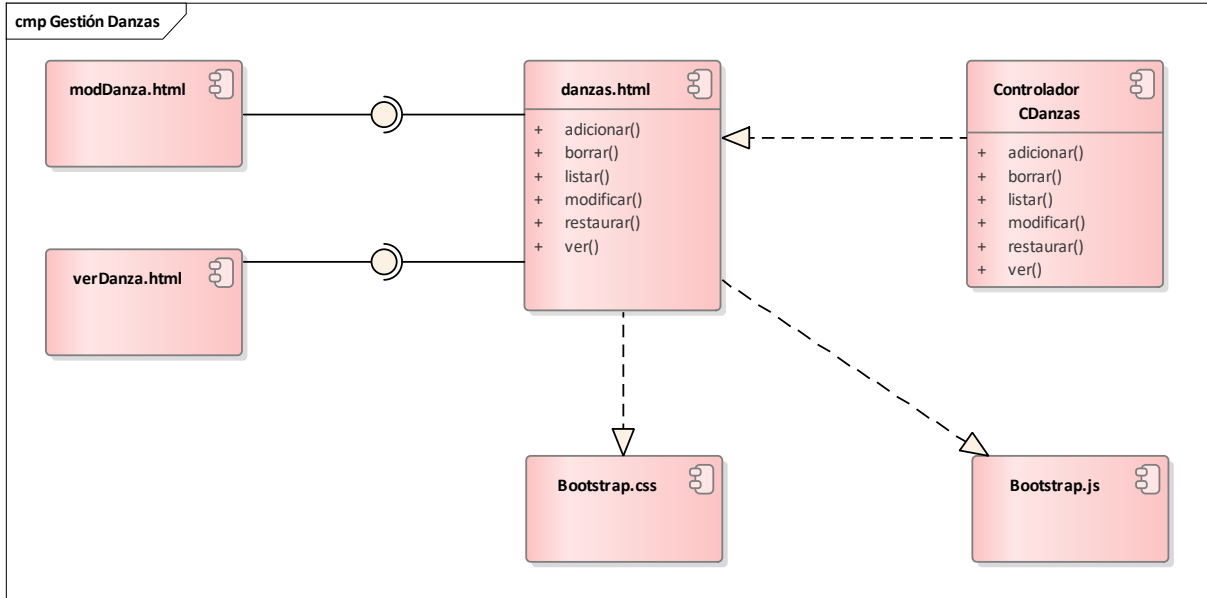 cmp Gestión Danzas
modDanza.html
verDanza.html
danzas.html
+ adicionar()
+ borrar()
+ listar()
+ modificar()
+ restaurar()
+ ver()
Controlador
CDanzas
+ adicionar()
+ borrar()
+ listar()
+ modificar()
+ restaurar()
+ ver()
Bootstrap.css
Bootstrap.js